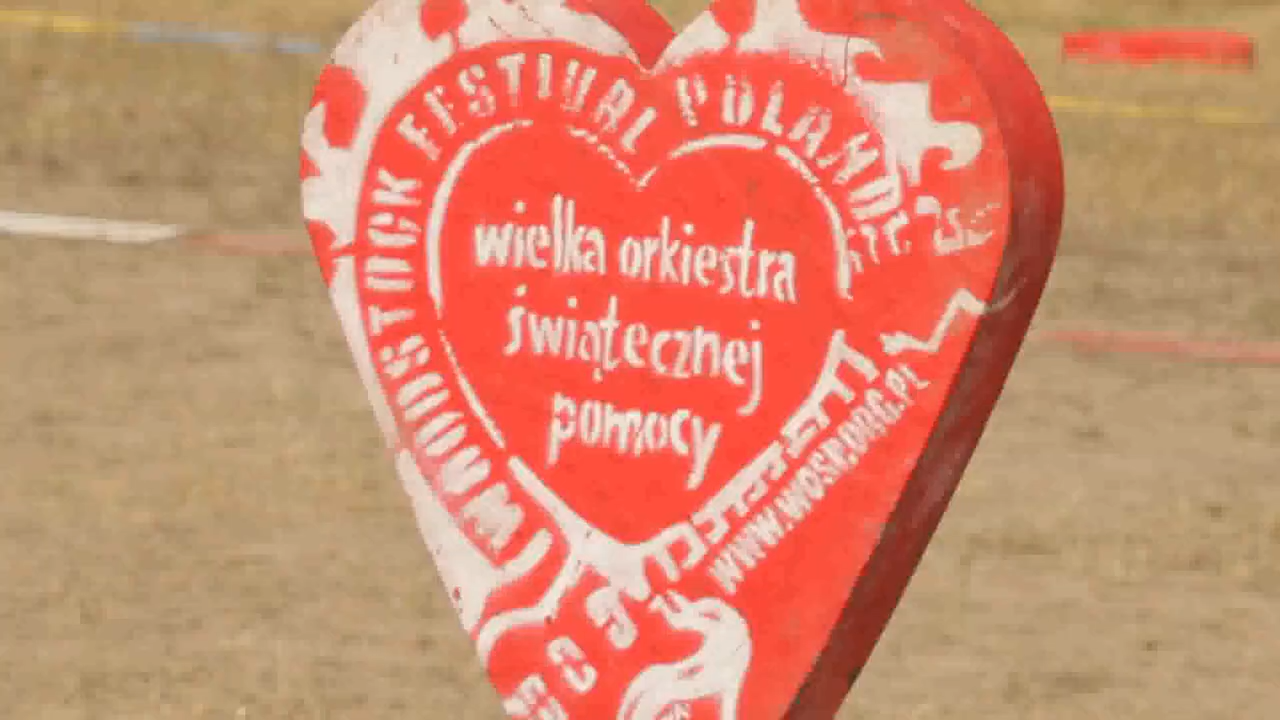 WOODSTOCK FESTIVAL POLAND
wielka orkiestra
świątecznej
pomocy
WWW.WOSP.ORG.PL